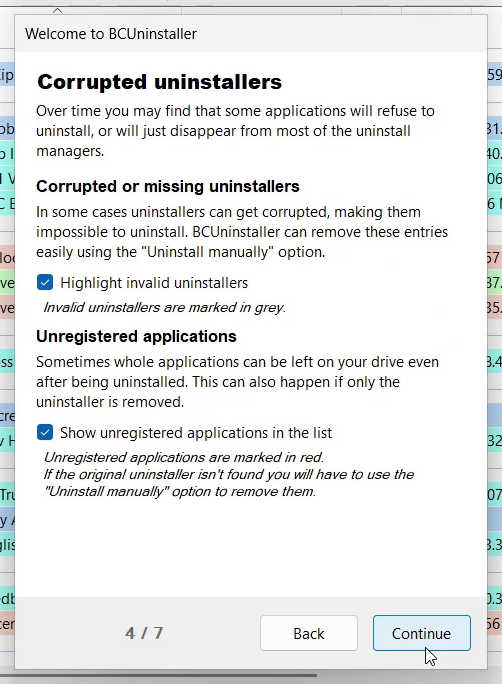 Welcome to BCUninstaller
Corrupted uninstallers
Over time you may find that some applications will refuse to
uninstall, or will just disappear from most of the uninstall
managers.
Corrupted or missing uninstallers
In some cases uninstallers can get corrupted, making them
impossible to uninstall. BCUninstaller can remove these entries
easily using the "Uninstall manually" option.
Highlight invalid uninstallers
Invalid uninstallers are marked in grey.
Unregistered applications
Sometimes whole applications can be left on your drive even
after being uninstalled. This can also happen if only the
uninstaller is removed.
Show unregistered applications in the list
Unregistered applications are marked in red.
If the original uninstaller isn't found you will have to use the
"Uninstall manually" option to remove them.
4 / 7
Back
Continue